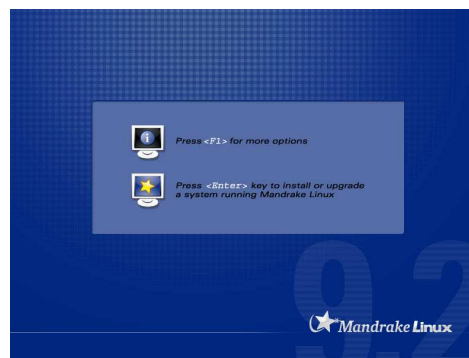 Press <F1> for more options
Press <Enter> key to install or upgrade
a system running Mandrake Linux
9.2
Mandrake Linux